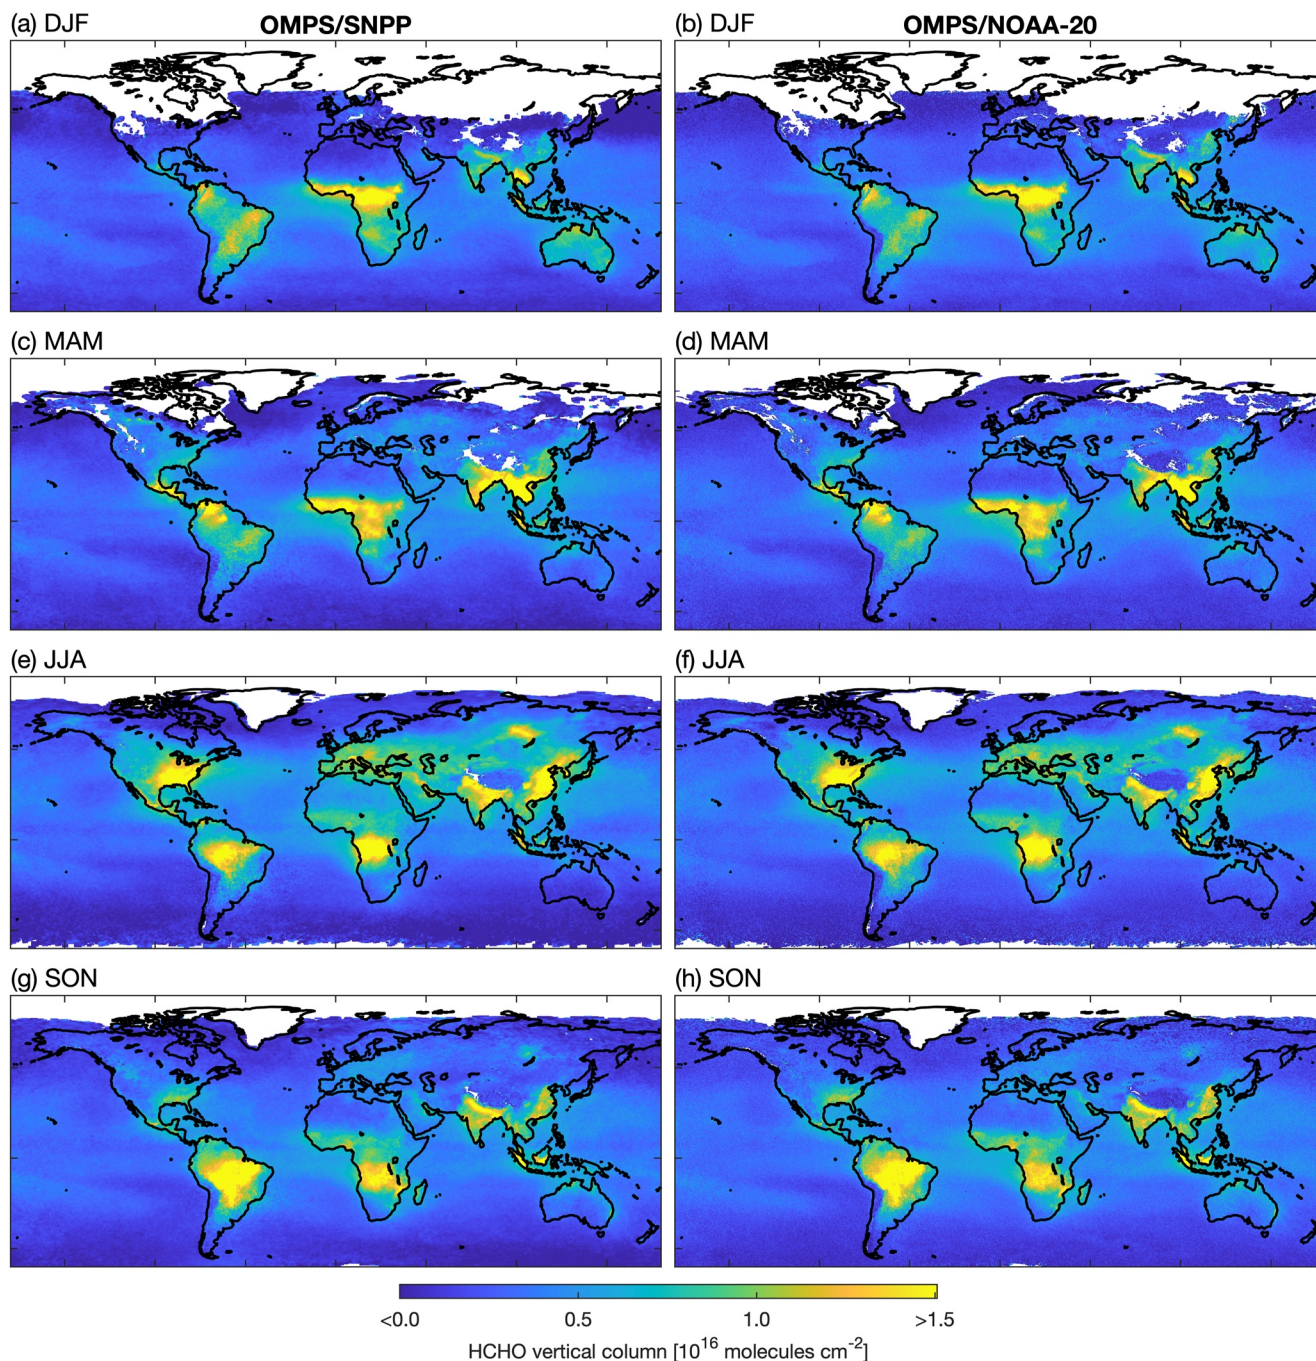 (a) DJF OMPS/SNPP (b) DJF OMPS/NOAA-20
(c) MAM (d) MAM
(e) JJA (f) JJA
(g) SON (h) SON
<0.0 0.5 1.0 >1.5
HCHO vertical column [10^16 molecules cm^-2]